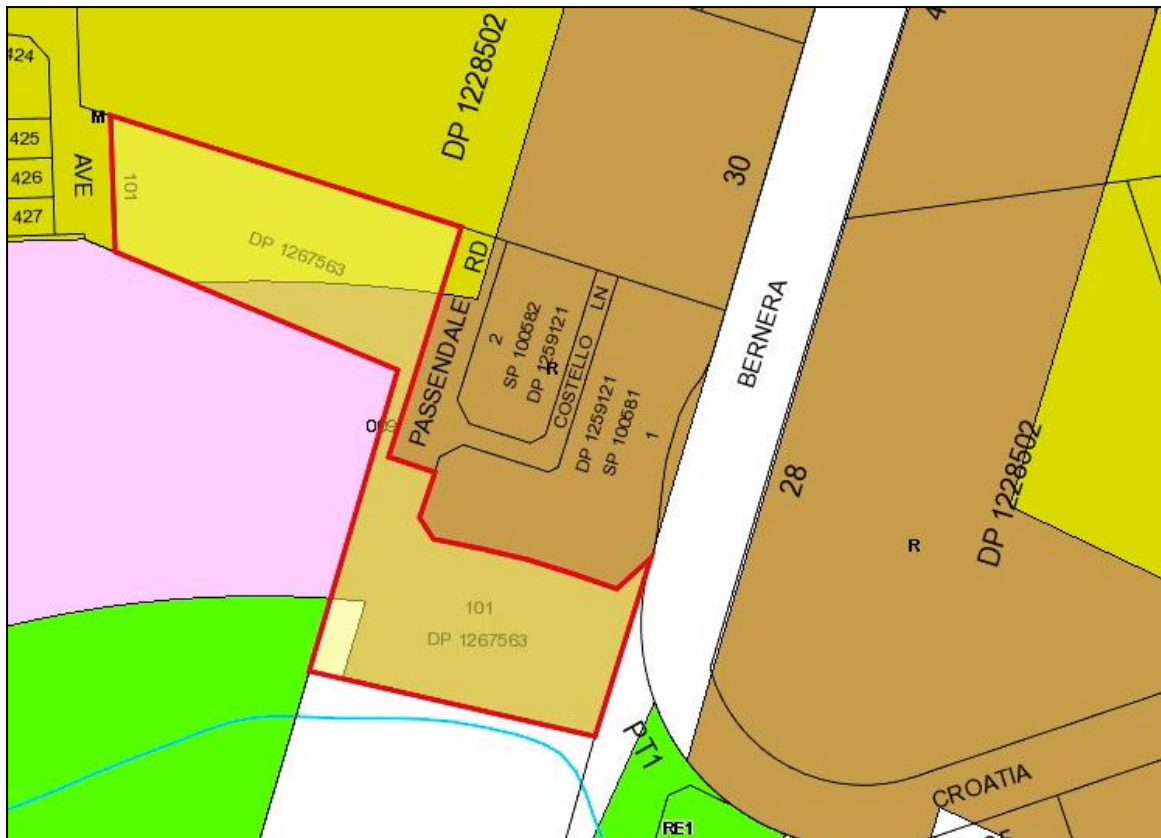 424
425
426
427
AVE
M
101
DP 1267563
DP 1228502
RD
PASSENDALE
2
SP 100582
DP 1259121
R
LN
COSTELLO
DP 1259121
SP 100581
1
30
BERNERA
28
DP 1228502
R
101
DP 1267563
PT1
RE1
CROATIA